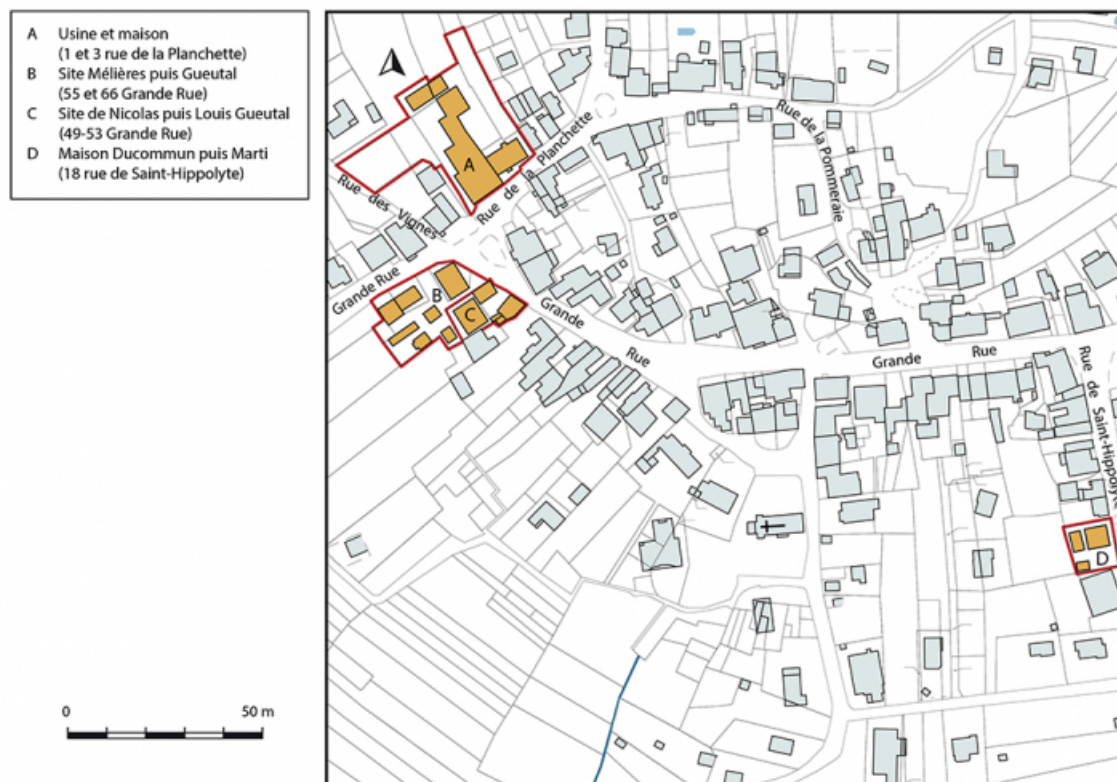 A Usine et maison
(1 et 3 rue de la Planchette)
B Site Mélières puis Gueutal
(55 et 66 Grande Rue)
C Site de Nicolas puis Louis Gueutal
(49-53 Grande Rue)
D Maison Ducommun puis Marti
(18 rue de Saint-Hippolyte)
0 50 m
A
Rue de la Planchette
Rue de la Pommeraie
Rue des Vignes
Grande Rue
B
C
Grande Rue
Grande Rue
Rue de Saint-Hippolyte
D